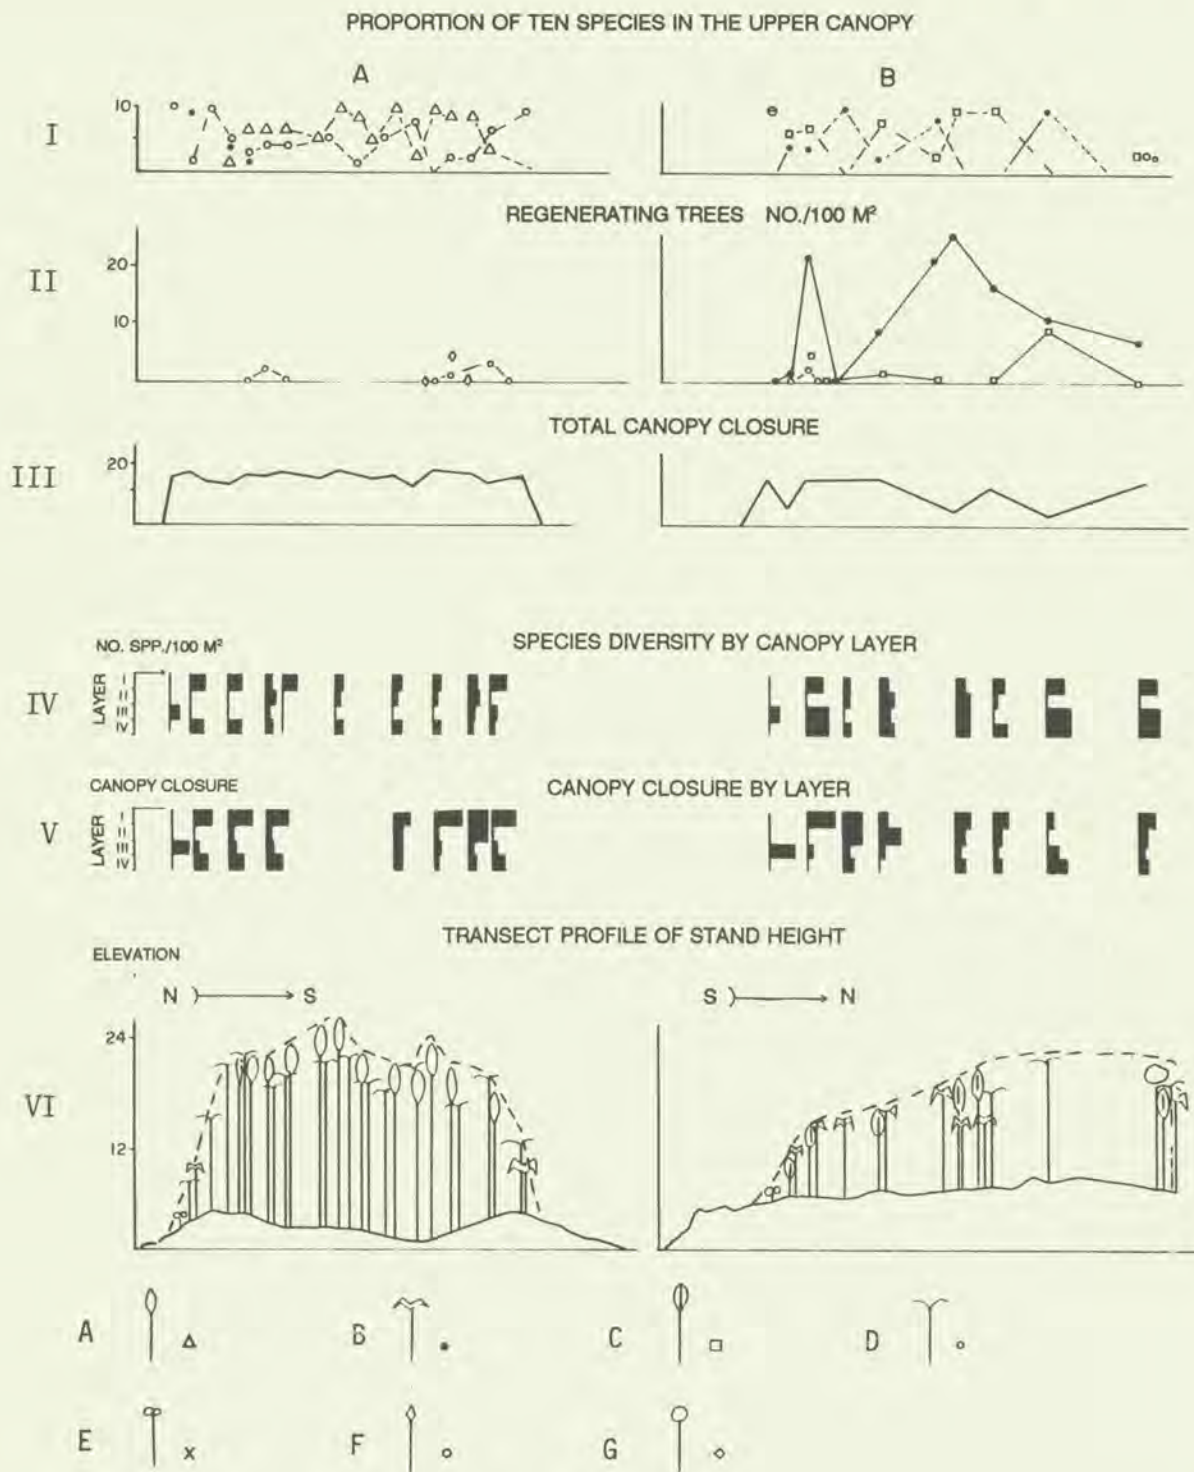 PROPORTION OF TEN SPECIES IN THE UPPER CANOPY
A B
I
10
REGENERATING TREES NO./100 M²
II
20
10
TOTAL CANOPY CLOSURE
III
20
NO. SPP./100 M²
SPECIES DIVERSITY BY CANOPY LAYER
IV
LAYER
I
II
III
IV
CANOPY CLOSURE
CANOPY CLOSURE BY LAYER
V
LAYER
I
II
III
IV
TRANSECT PROFILE OF STAND HEIGHT
ELEVATION
N S
S N
24
VI
12
A B C D
E F G